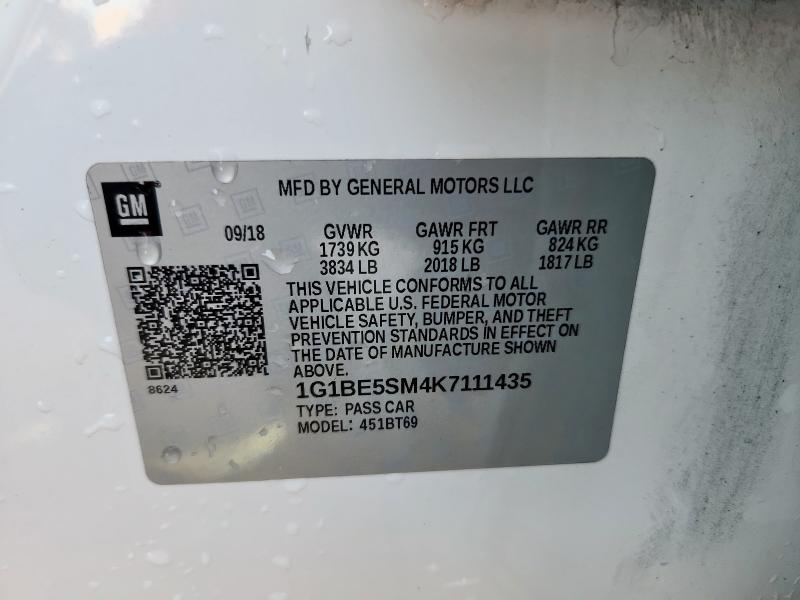 GM
MFD BY GENERAL MOTORS LLC
09/18 GVWR GAWR FRT GAWR RR
1739 KG 915 KG 824 KG
3834 LB 2018 LB 1817 LB
THIS VEHICLE CONFORMS TO ALL
APPLICABLE U.S. FEDERAL MOTOR
VEHICLE SAFETY, BUMPER, AND THEFT
PREVENTION STANDARDS IN EFFECT ON
THE DATE OF MANUFACTURE SHOWN
ABOVE.
8624
1G1BE5SM4K7111435
TYPE: PASS CAR
MODEL: 451BT69